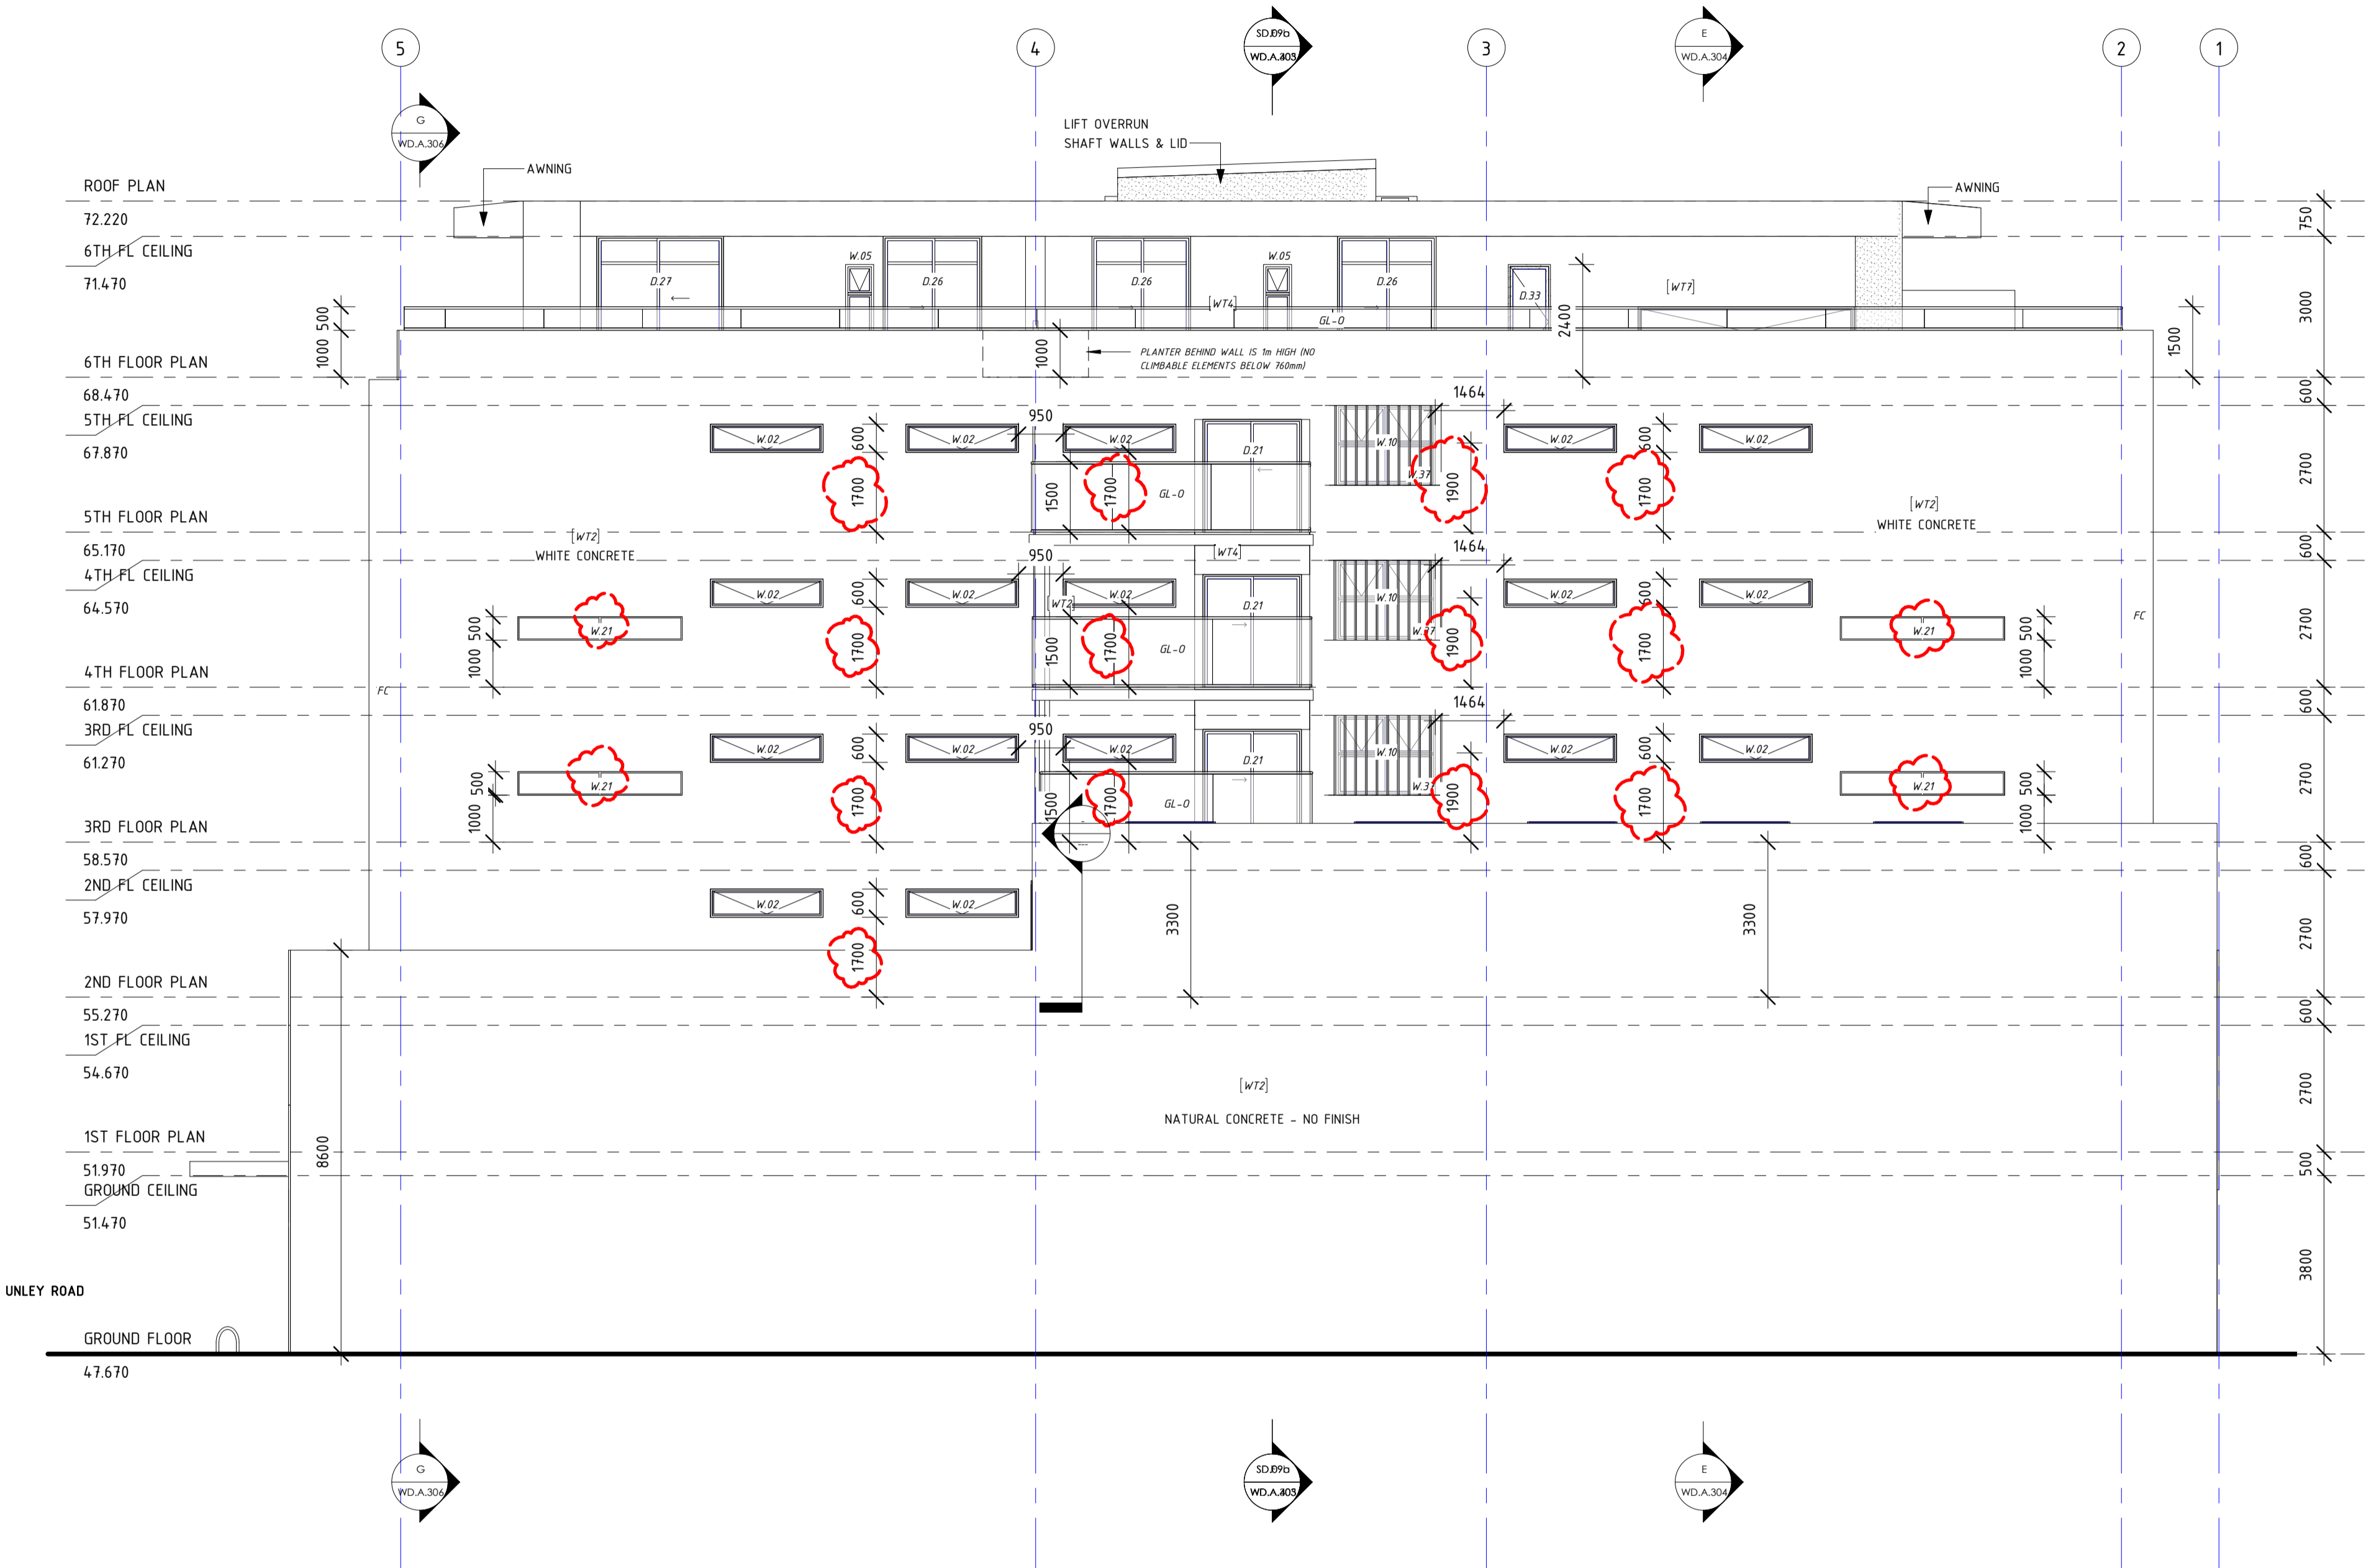 5
4
SD.09b
WD.A.403
3
E
WD.A.304
2
1
G
WD.A.306
LIFT OVERRUN
SHAFT WALLS & LID
AWNING
AWNING
ROOF PLAN
72.220
750
6TH FL CEILING
71.470
W.05
W.05
D.27
D.26
D.26
D.26
D.33
[WT7]
[WT4]
GL-O
500
1000
1000
2400
3000
1500
PLANTER BEHIND WALL IS 1m HIGH (NO
CLIMBABLE ELEMENTS BELOW 760mm)
6TH FLOOR PLAN
68.470
600
5TH FL CEILING
67.870
1464
950
W.02
W.02
W.02
W.02
W.02
600
600
D.21
W.10
W.37
1700
1500
1700
GL-O
1900
1700
2700
[WT2]
WHITE CONCRETE
[WT2]
WHITE CONCRETE
5TH FLOOR PLAN
65.170
600
[WT4]
950
1464
4TH FL CEILING
64.570
W.02
W.02
W.02
W.02
W.02
600
600
[WT2]
D.21
W.10
W.37
W.21
W.21
500
1000
1700
1500
1700
GL-O
1900
1700
500
1000
2700
FC
FC
4TH FLOOR PLAN
61.870
600
950
1464
3RD FL CEILING
61.270
W.02
W.02
W.02
W.02
W.02
600
600
D.21
W.10
W.21
W.21
500
1000
1700
1500
1700
GL-O
1900
1700
500
1000
2700
3RD FLOOR PLAN
58.570
---
600
2ND FL CEILING
57.970
W.02
W.02
600
1700
3300
3300
2700
2ND FLOOR PLAN
55.270
600
1ST FL CEILING
54.670
[WT2]
NATURAL CONCRETE - NO FINISH
2700
1ST FLOOR PLAN
51.970
8600
500
GROUND CEILING
51.470
3800
UNLEY ROAD
GROUND FLOOR
47.670
G
WD.A.306
SD.09b
WD.A.403
E
WD.A.304